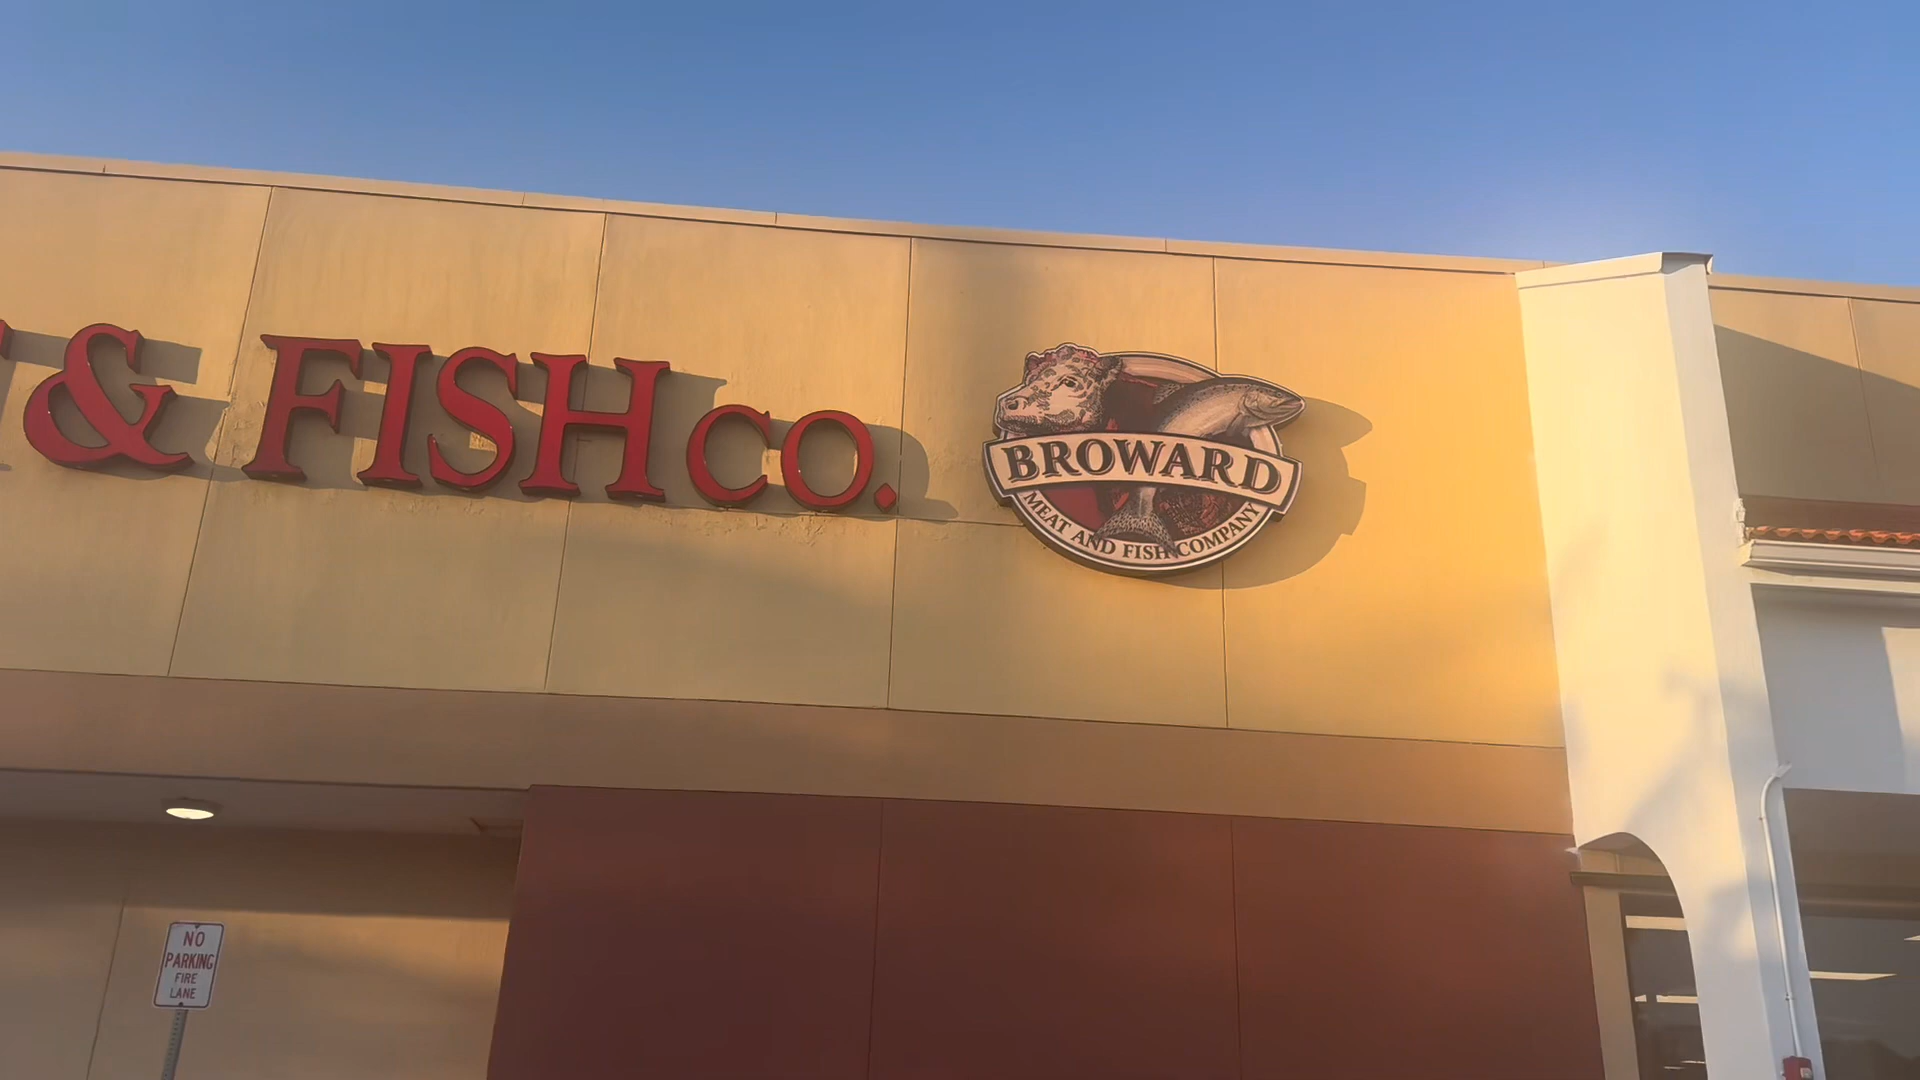 & FISH CO.
BROWARD
MEAT AND FISH COMPANY
NO
PARKING
FIRE
LANE